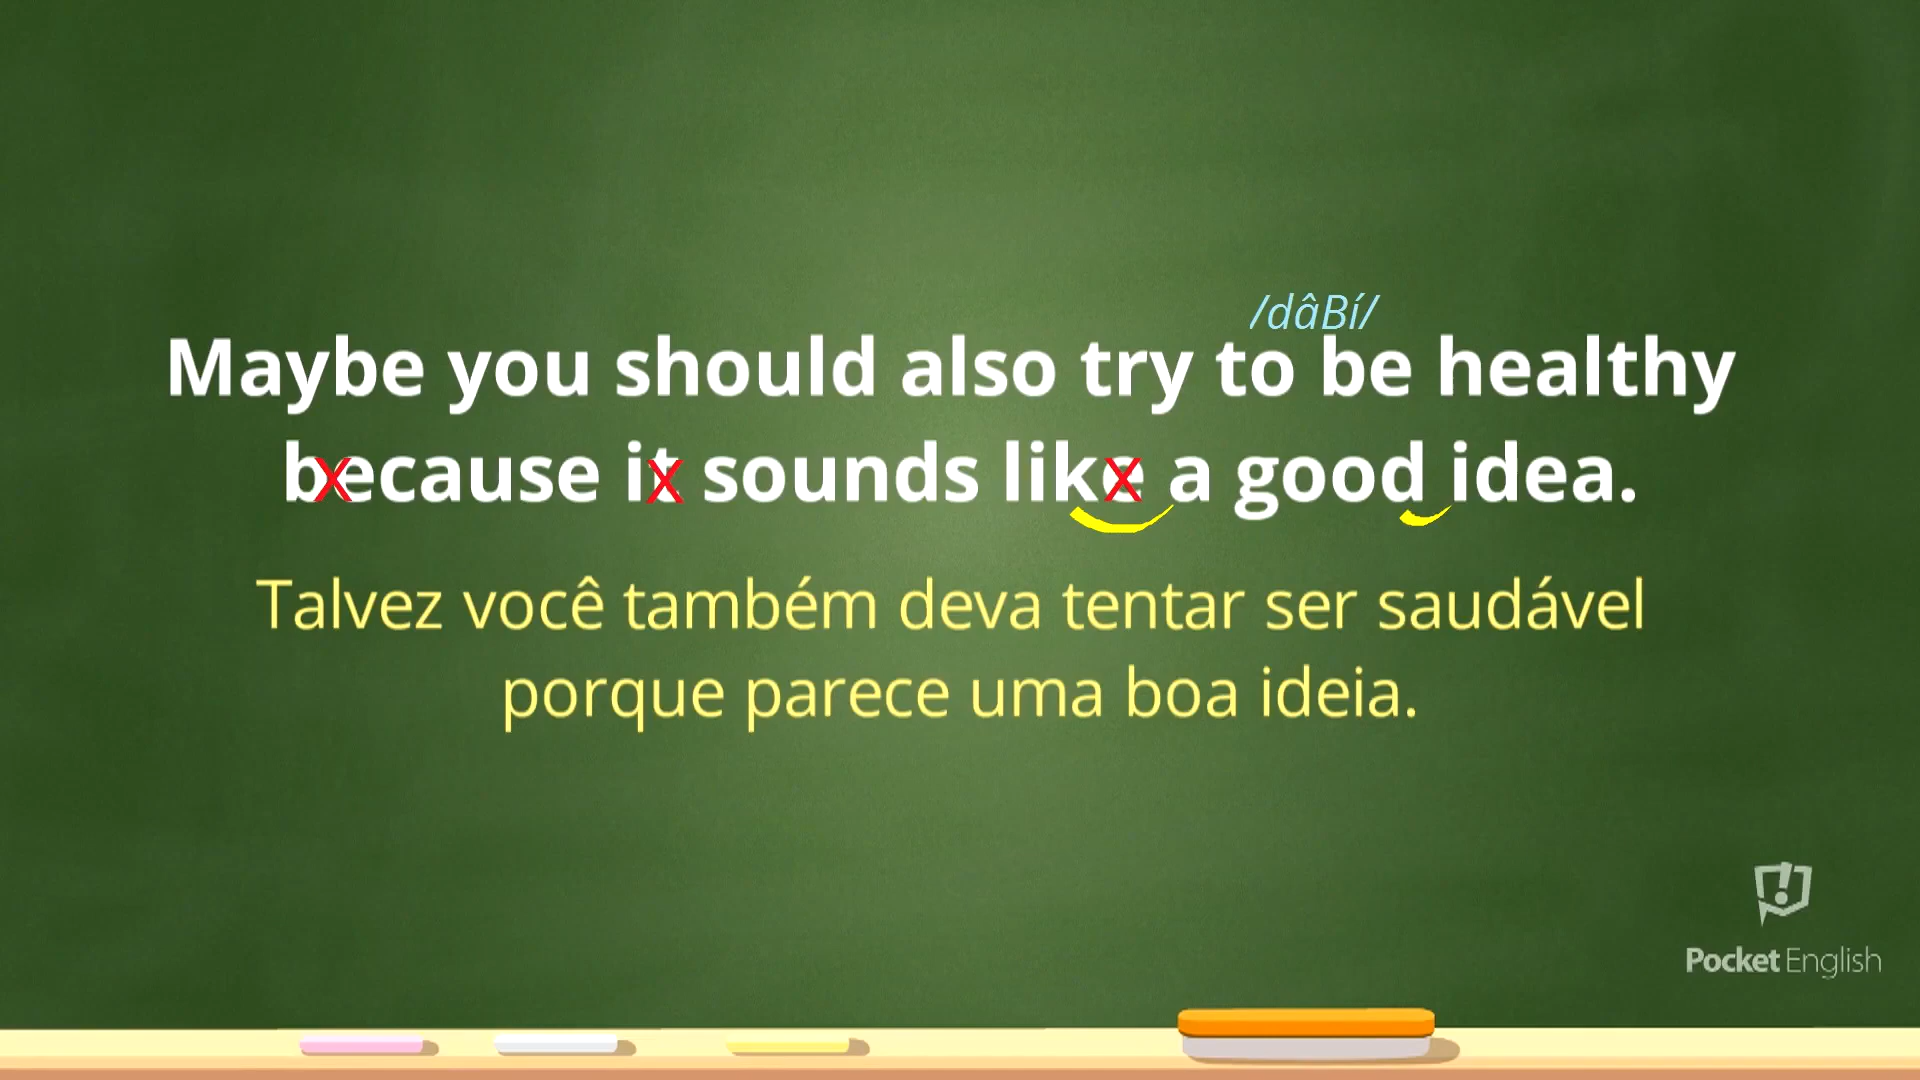 /dâBí/
Maybe you should also try to be healthy
because it sounds like a good idea.
Talvez você também deva tentar ser saudável
porque parece uma boa ideia.
Pocket English